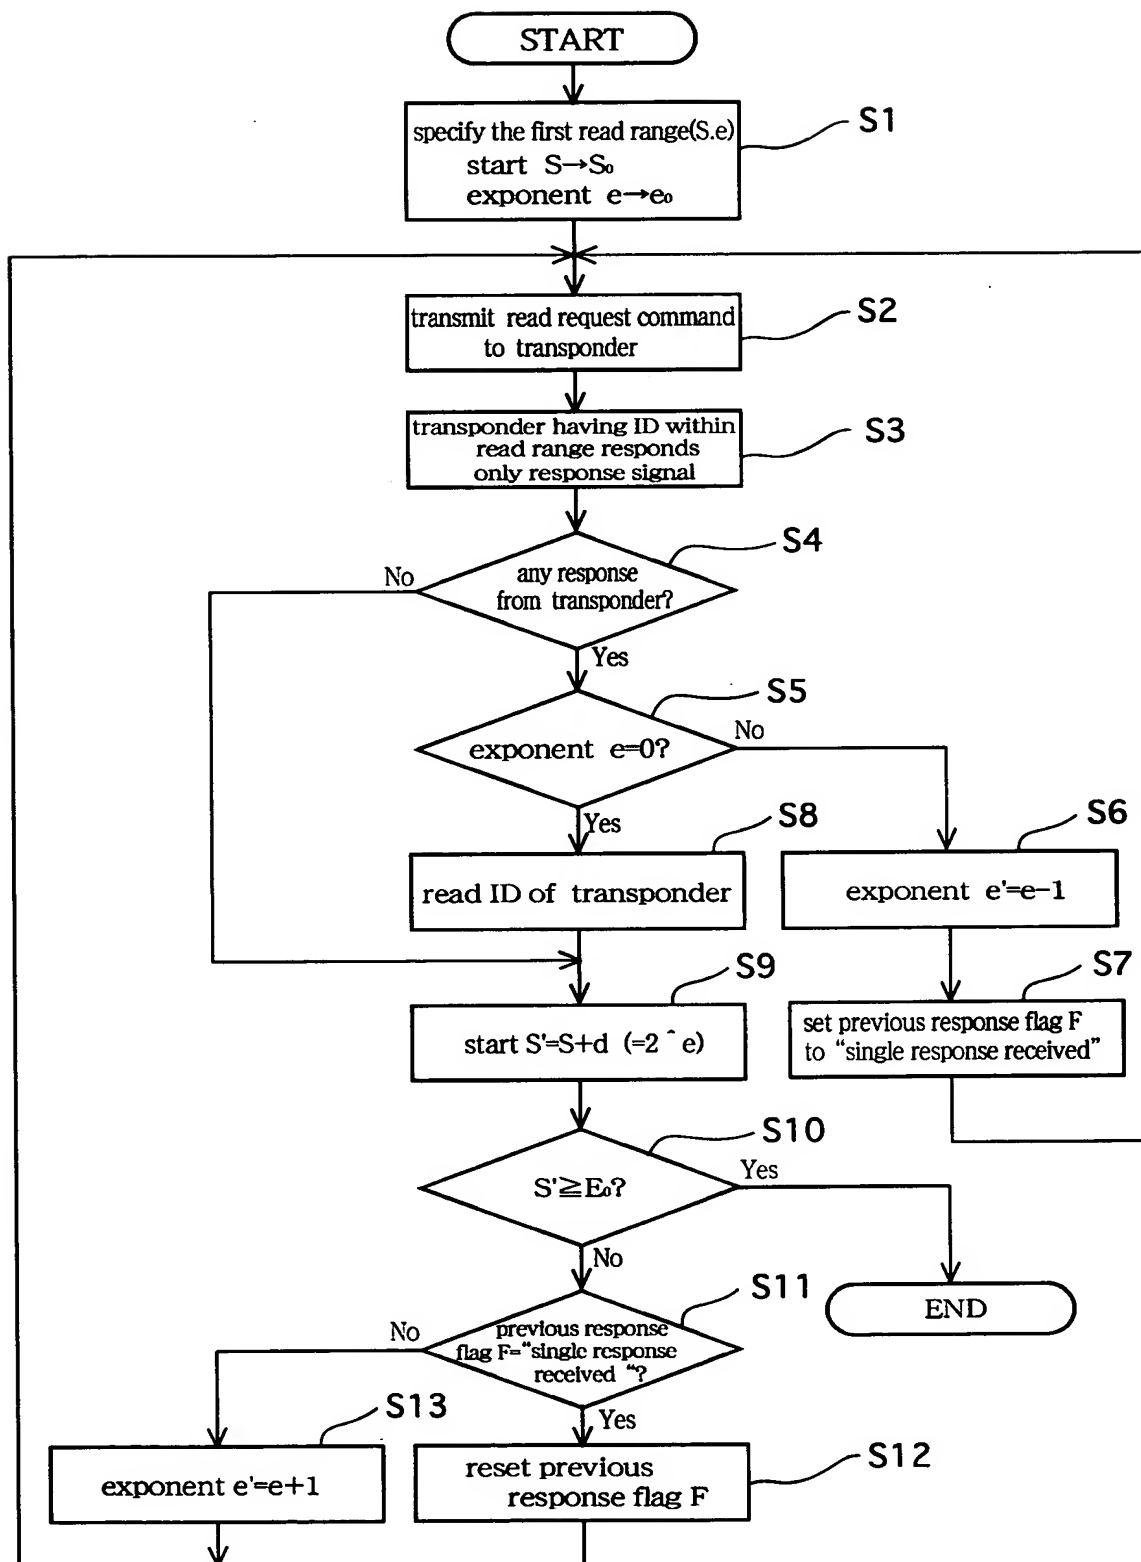 START
S1
specify the first read range(S.e)
start S→S₀
exponent e→e₀
S2
transmit read request command
to transponder
S3
transponder having ID within
read range responds
only response signal
S4
any response
from transponder?
No
Yes
S5
exponent e=0?
No
Yes
S8
read ID of transponder
S6
exponent e'=e−1
S7
set previous response flag F
to “single response received”
S9
start S'=S+d (=2＾e)
S10
S'≧E₀?
Yes
No
END
S11
previous response
flag F=“single response
received “?
No
Yes
S13
exponent e'=e+1
S12
reset previous
response flag F